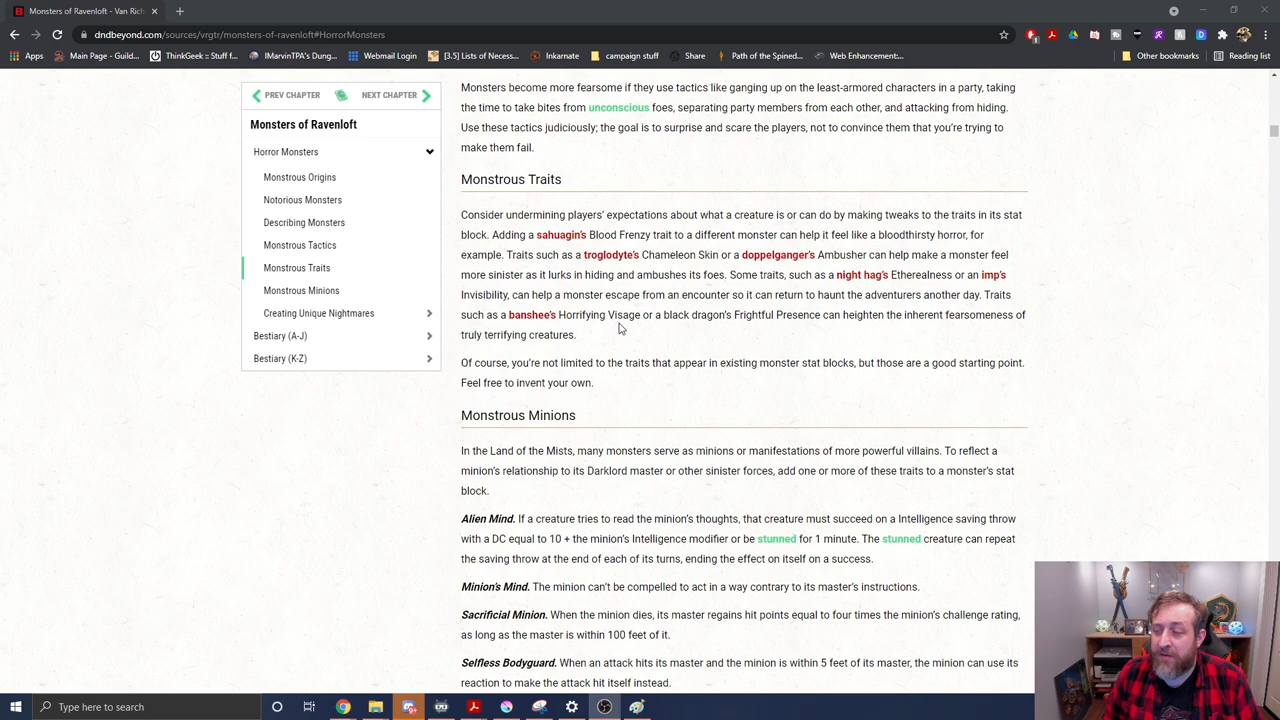 Monsters of Ravenloft - Van Rich
dndbeyond.com/sources/vrgtr/monsters-of-ravenloft#HorrorMonsters
Apps
Main Page - Guild...
ThinkGeek :: Stuff f...
IMarvinTPA's Dung...
Webmail Login
[3.5] Lists of Necess...
Inkarnate
campaign stuff
Share
Path of the Spined...
Web Enhancement:...
Other bookmarks
Reading list
PREV CHAPTER
NEXT CHAPTER
Monsters of Ravenloft
Horror Monsters
Monstrous Origins
Notorious Monsters
Describing Monsters
Monstrous Tactics
Monstrous Traits
Monstrous Minions
Creating Unique Nightmares
Bestiary (A-J)
Bestiary (K-Z)
Monsters become more fearsome if they use tactics like ganging up on the least-armored characters in a party, taking
the time to take bites from unconscious foes, separating party members from each other, and attacking from hiding.
Use these tactics judiciously; the goal is to surprise and scare the players, not to convince them that you're trying to
make them fail.
Monstrous Traits
Consider undermining players' expectations about what a creature is or can do by making tweaks to the traits in its stat
block. Adding a sahuagin's Blood Frenzy trait to a different monster can help it feel like a bloodthirsty horror, for
example. Traits such as a troglodyte's Chameleon Skin or a doppelganger's Ambusher can help make a monster feel
more sinister as it lurks in hiding and ambushes its foes. Some traits, such as a night hag's Etherealness or an imp's
Invisibility, can help a monster escape from an encounter so it can return to haunt the adventurers another day. Traits
such as a banshee's Horrifying Visage or a black dragon's Frightful Presence can heighten the inherent fearsomeness of
truly terrifying creatures.
Of course, you're not limited to the traits that appear in existing monster stat blocks, but those are a good starting point.
Feel free to invent your own.
Monstrous Minions
In the Land of the Mists, many monsters serve as minions or manifestations of more powerful villains. To reflect a
minion's relationship to its Darklord master or other sinister forces, add one or more of these traits to a monster's stat
block.
Alien Mind. If a creature tries to read the minion's thoughts, that creature must succeed on a Intelligence saving throw
with a DC equal to 10 + the minion's Intelligence modifier or be stunned for 1 minute. The stunned creature can repeat
the saving throw at the end of each of its turns, ending the effect on itself on a success.
Minion's Mind. The minion can't be compelled to act in a way contrary to its master's instructions.
Sacrificial Minion. When the minion dies, its master regains hit points equal to four times the minion's challenge rating,
as long as the master is within 100 feet of it.
Selfless Bodyguard. When an attack hits its master and the minion is within 5 feet of its master, the minion can use its
reaction to make the attack hit itself instead.
Type here to search